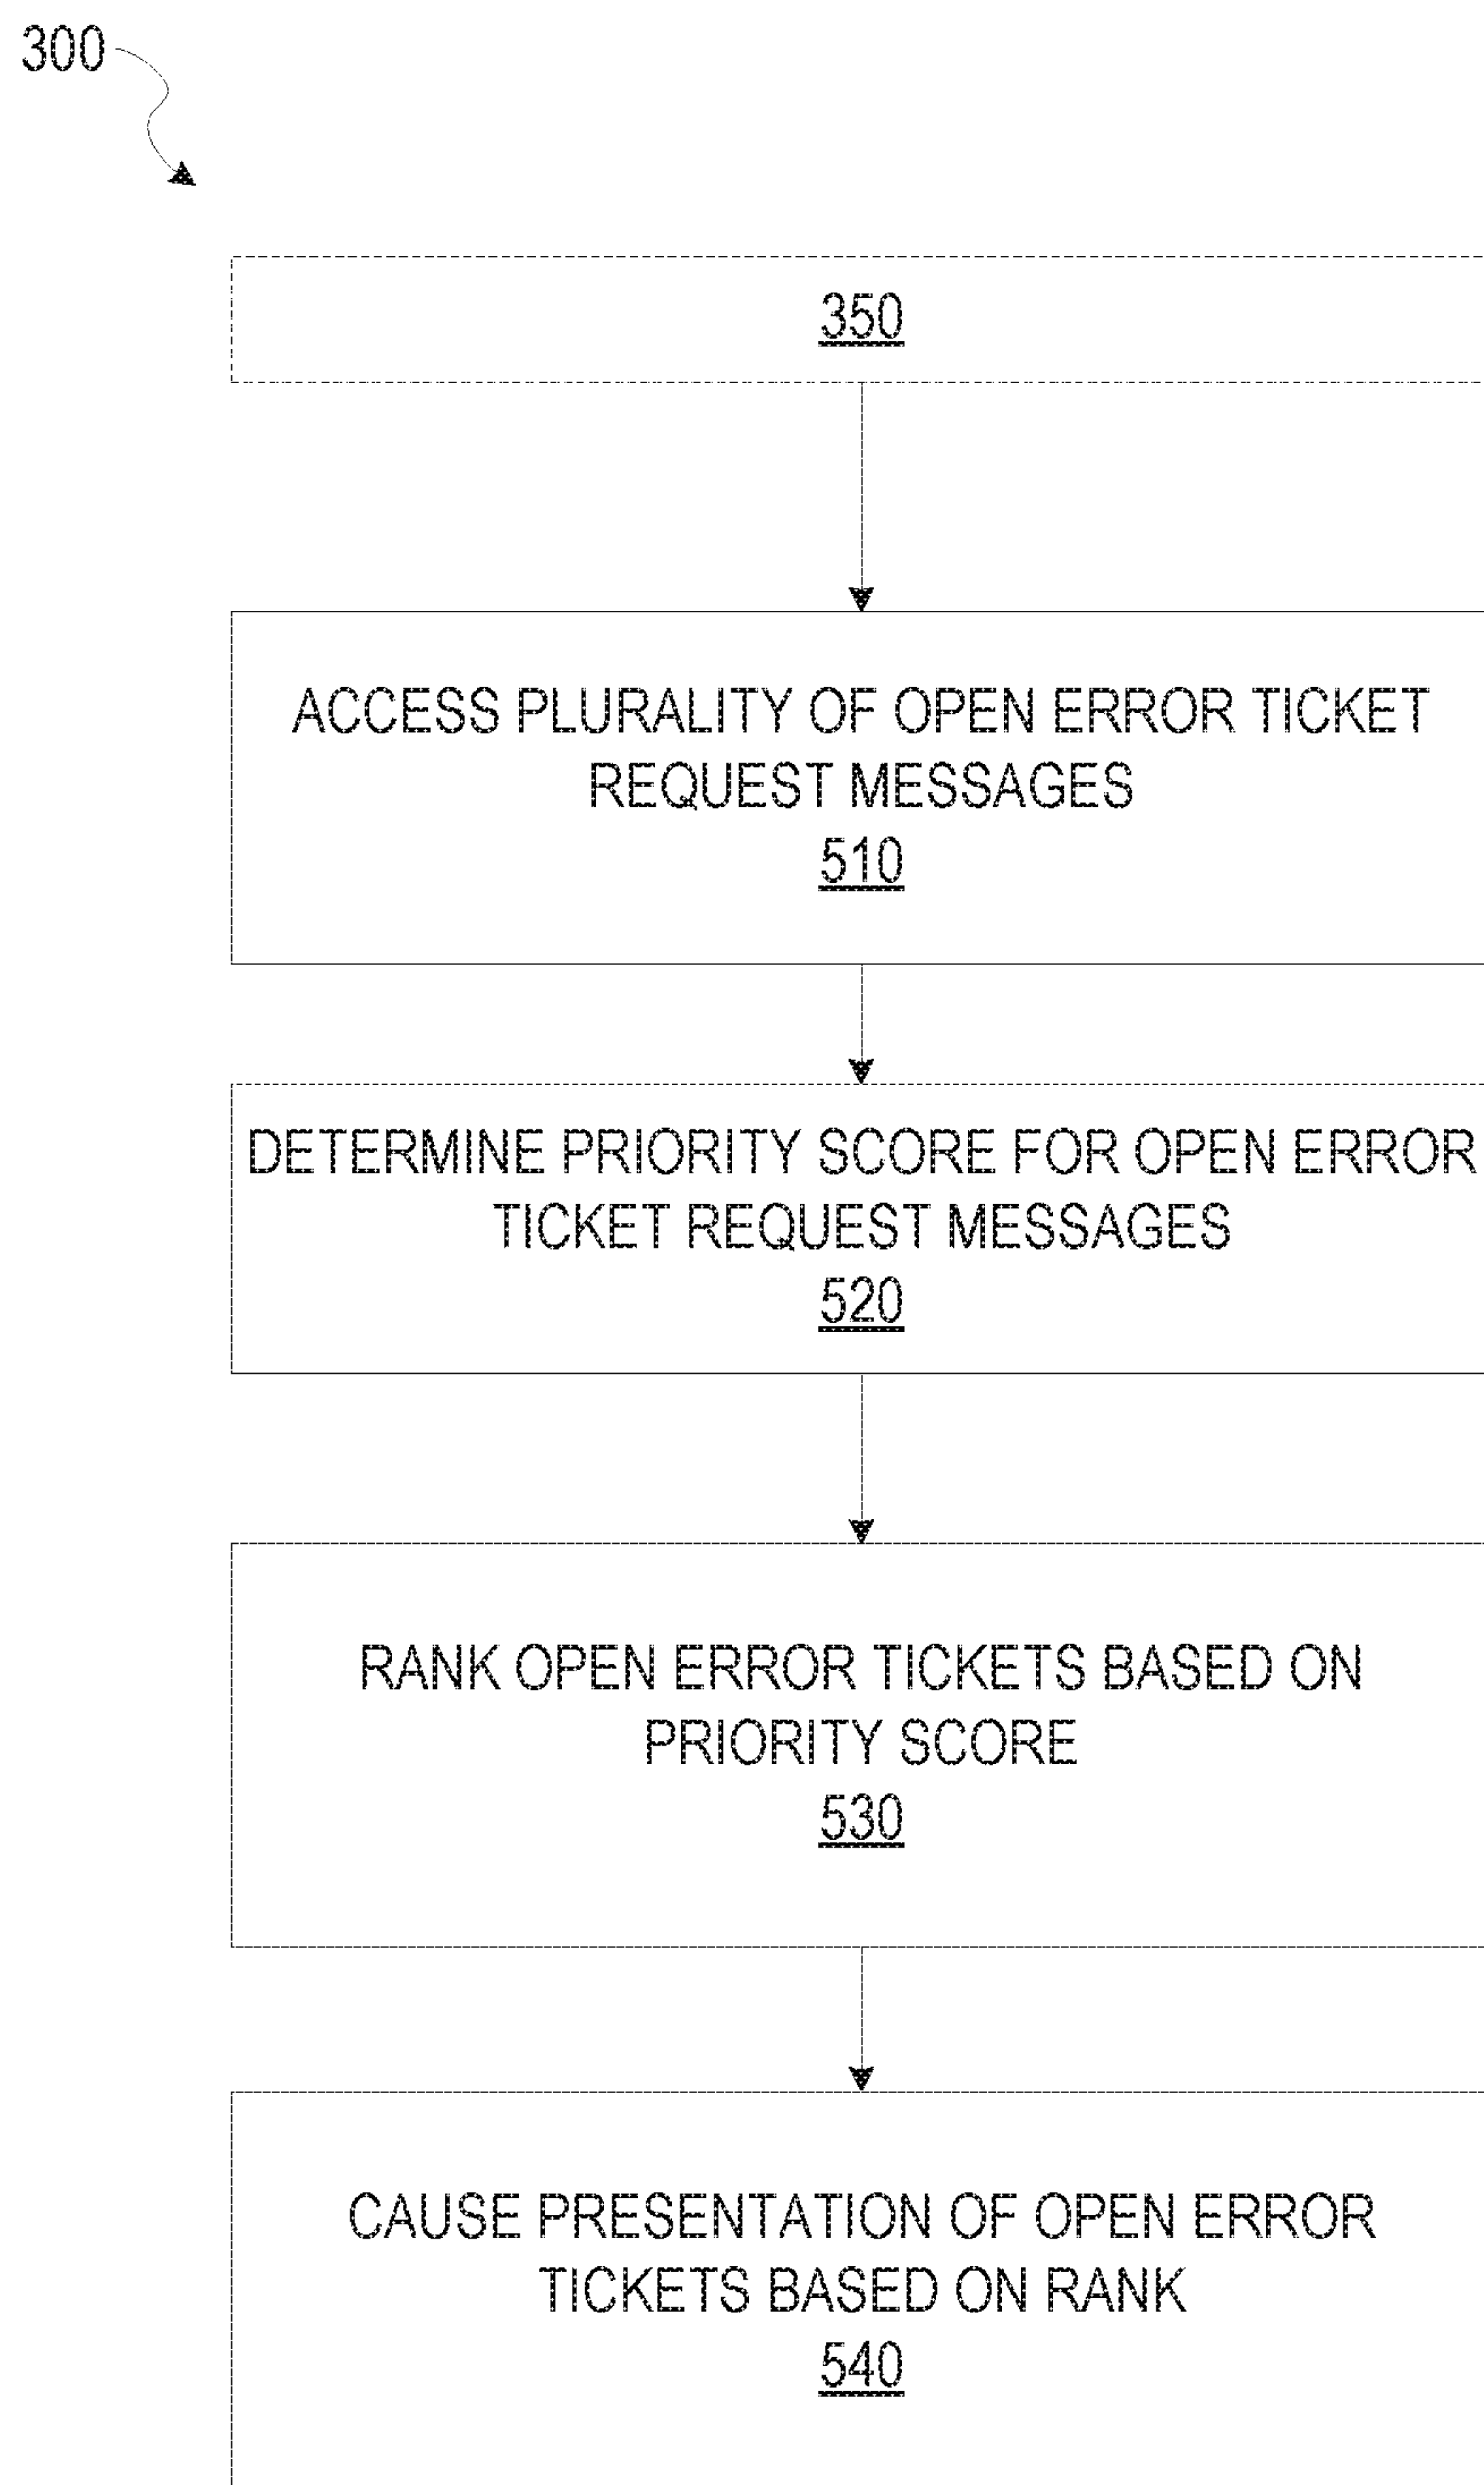 300
350
ACCESS PLURALITY OF OPEN ERROR TICKET
REQUEST MESSAGES
510
DETERMINE PRIORITY SCORE FOR OPEN ERROR
TICKET REQUEST MESSAGES
520
RANK OPEN ERROR TICKETS BASED ON
PRIORITY SCORE
530
CAUSE PRESENTATION OF OPEN ERROR
TICKETS BASED ON RANK
540